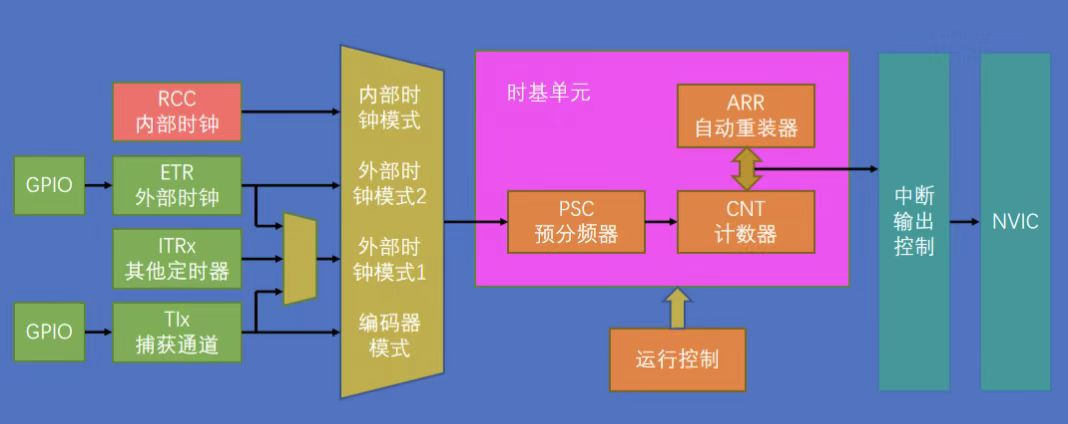 RCC
内部时钟
GPIO
ETR
外部时钟
ITRx
其他定时器
GPIO
TIx
捕获通道
内部时
钟模式
外部时
钟模式2
外部时
钟模式1
编码器
模式
时基单元
ARR
自动重装器
PSC
预分频器
CNT
计数器
运行控制
中断
输出
控制
NVIC